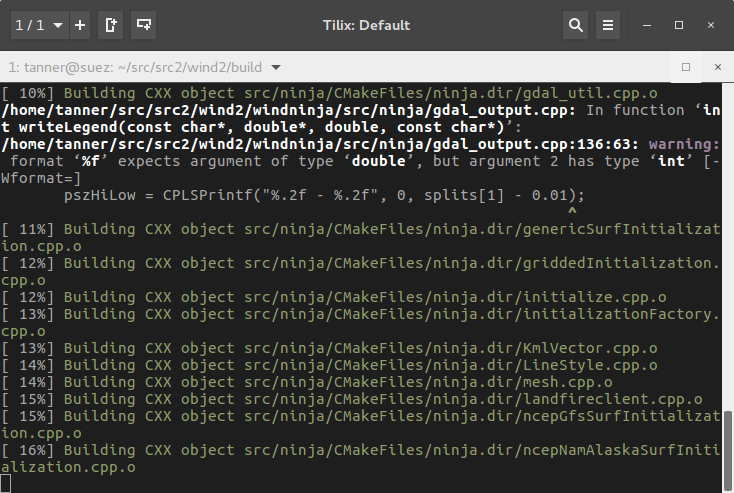 1 / 1
Tilix: Default
1: tanner@suez: ~/src/src2/wind2/build
[ 10%] Building CXX object src/ninja/CMakeFiles/ninja.dir/gdal_util.cpp.o
/home/tanner/src/src2/wind2/windninja/src/ninja/gdal_output.cpp: In function ‘in
t writeLegend(const char*, double*, double, const char*)’:
/home/tanner/src/src2/wind2/windninja/src/ninja/gdal_output.cpp:136:63: warning:
 format ‘%f’ expects argument of type ‘double’, but argument 2 has type ‘int’ [-
Wformat=]
       pszHiLow = CPLSPrintf("%.2f - %.2f", 0, splits[1] - 0.01);
                                                               ^
[ 11%] Building CXX object src/ninja/CMakeFiles/ninja.dir/genericSurfInitializat
ion.cpp.o
[ 12%] Building CXX object src/ninja/CMakeFiles/ninja.dir/griddedInitialization.
cpp.o
[ 12%] Building CXX object src/ninja/CMakeFiles/ninja.dir/initialize.cpp.o
[ 13%] Building CXX object src/ninja/CMakeFiles/ninja.dir/initializationFactory.
cpp.o
[ 13%] Building CXX object src/ninja/CMakeFiles/ninja.dir/KmlVector.cpp.o
[ 14%] Building CXX object src/ninja/CMakeFiles/ninja.dir/LineStyle.cpp.o
[ 14%] Building CXX object src/ninja/CMakeFiles/ninja.dir/mesh.cpp.o
[ 15%] Building CXX object src/ninja/CMakeFiles/ninja.dir/landfireclient.cpp.o
[ 15%] Building CXX object src/ninja/CMakeFiles/ninja.dir/ncepGfsSurfInitializat
ion.cpp.o
[ 16%] Building CXX object src/ninja/CMakeFiles/ninja.dir/ncepNamAlaskaSurfIniti
alization.cpp.o